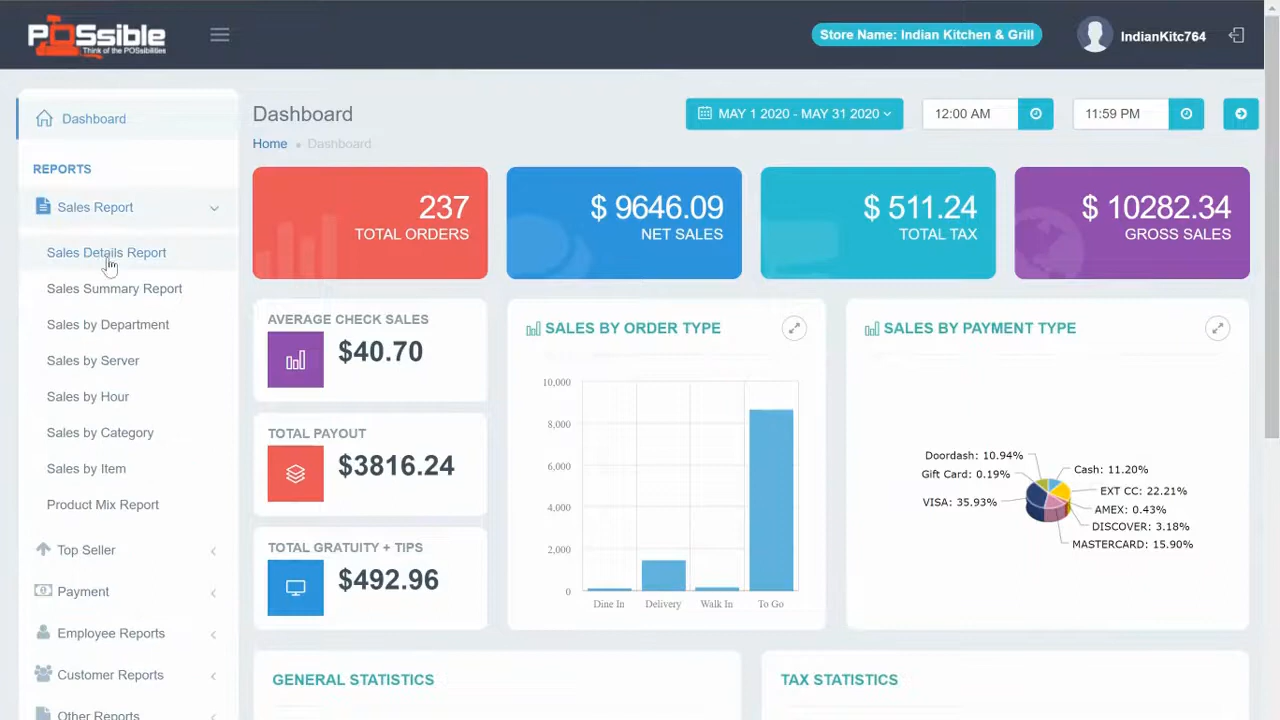 POSsible
Think of the POSsibilities
Store Name: Indian Kitchen & Grill
IndianKitc764
Dashboard
REPORTS
Sales Report
Sales Details Report
Sales Summary Report
Sales by Department
Sales by Server
Sales by Hour
Sales by Category
Sales by Item
Product Mix Report
Top Seller
Payment
Employee Reports
Customer Reports
Other Reports
Dashboard
MAY 1 2020 - MAY 31 2020
12:00 AM
11:59 PM
Home • Dashboard
237
TOTAL ORDERS
$ 9646.09
NET SALES
$ 511.24
TOTAL TAX
$ 10282.34
GROSS SALES
AVERAGE CHECK SALES
$40.70
TOTAL PAYOUT
$3816.24
TOTAL GRATUITY + TIPS
$492.96
SALES BY ORDER TYPE
10,000
8,000
6,000
4,000
2,000
0
Dine In Delivery Walk In To Go
SALES BY PAYMENT TYPE
Doordash: 10.94%
Gift Card: 0.19%
VISA: 35.93%
Cash: 11.20%
EXT CC: 22.21%
AMEX: 0.43%
DISCOVER: 3.18%
MASTERCARD: 15.90%
GENERAL STATISTICS
TAX STATISTICS